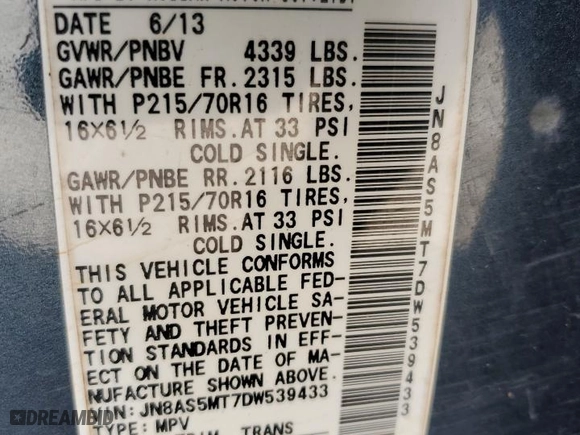 DATE 6/13
GVWR/PNBV 4339 LBS.
GAWR/PNBE FR. 2315 LBS.
WITH P215/70R16 TIRES,
16X6½ RIMS. AT 33 PSI
COLD SINGLE.
GAWR/PNBE RR. 2116 LBS.
WITH P215/70R16 TIRES,
16X6½ RIMS. AT 33 PSI
COLD SINGLE.
THIS VEHICLE CONFORMS
TO ALL APPLICABLE FED-
ERAL MOTOR VEHICLE SA-
FETY AND THEFT PREVEN-
TION STANDARDS IN EFF-
ECT ON THE DATE OF MA-
NUFACTURE SHOWN ABOVE.
VIN:JN8AS5MT7DW539433
TYPE: MPV
TRANS
JN8AS5MT7DW539433
DREAMBID.COM